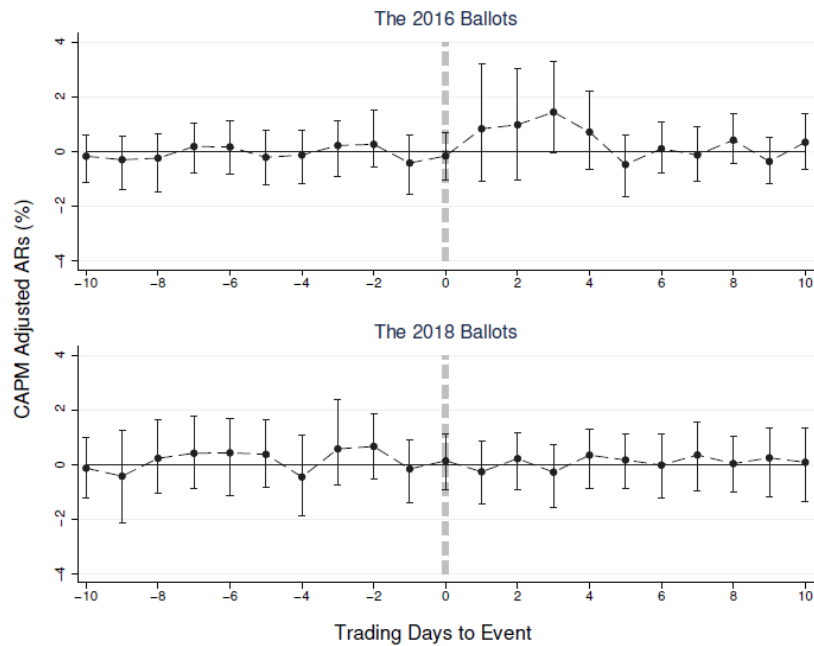 The 2016 Ballots
4
2
0
−2
−4
−10 −8 −6 −4 −2 0 2 4 6 8 10
CAPM Adjusted ARs (%)
The 2018 Ballots
4
2
0
−2
−4
−10 −8 −6 −4 −2 0 2 4 6 8 10
Trading Days to Event